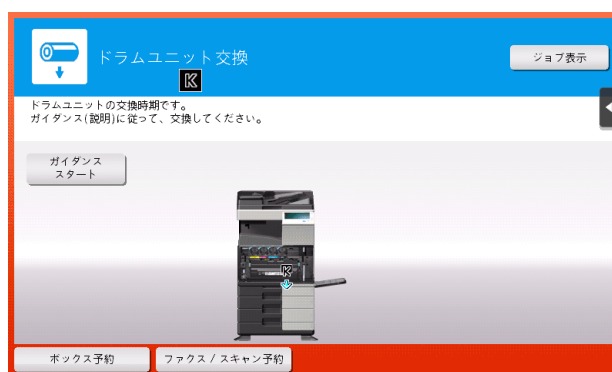 ドラムユニット交換
K
ジョブ表示
ドラムユニットの交換時期です。
ガイダンス(説明)に従って、交換してください。
ガイダンス
スタート
K
ボックス予約
ファクス / スキャン予約